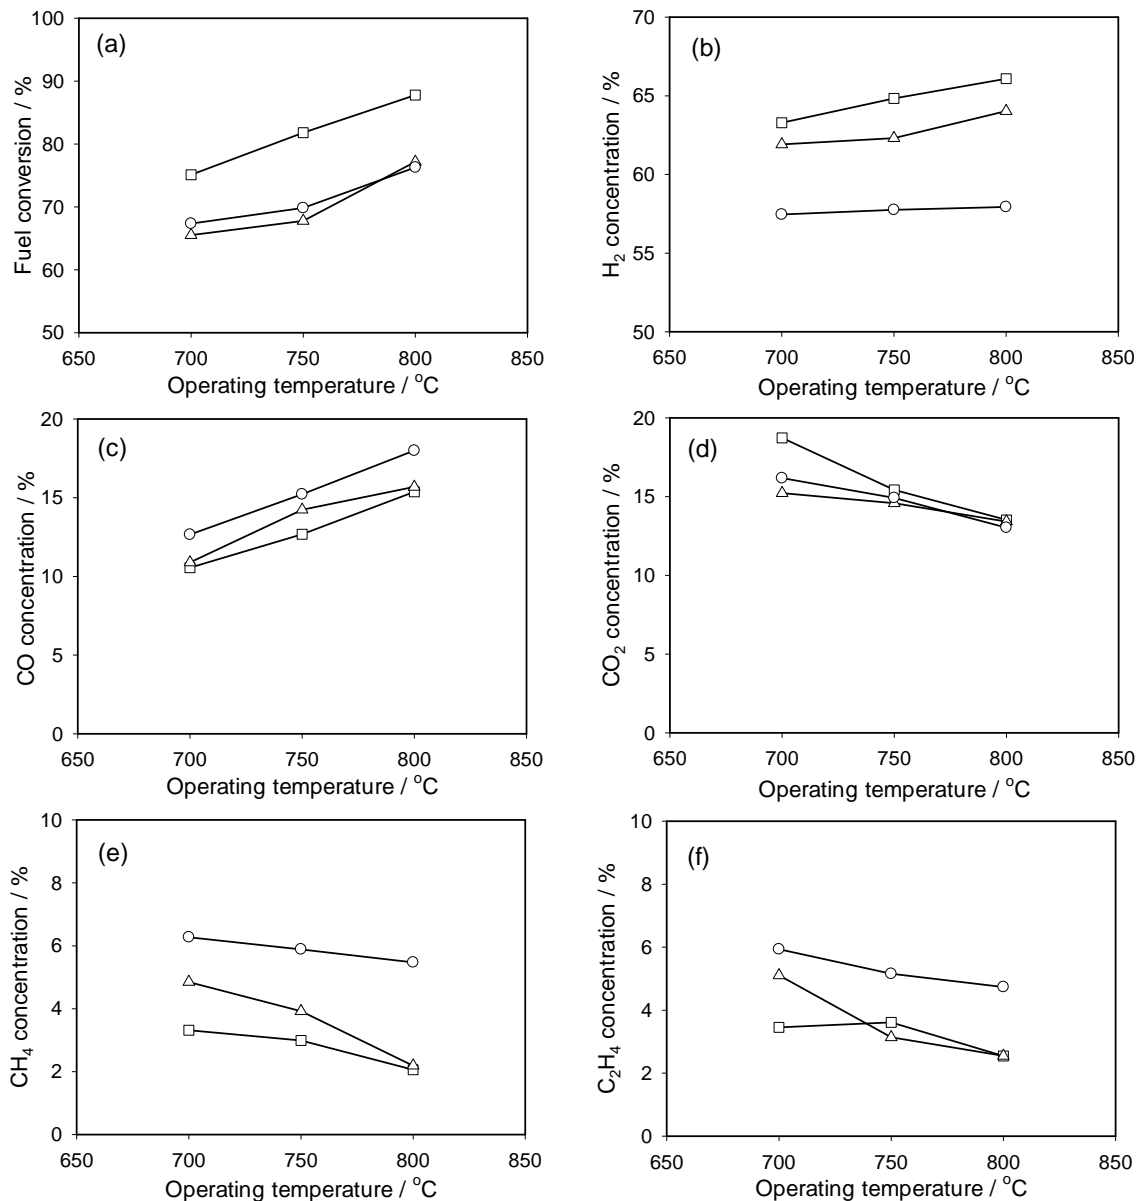 (a)
Fuel conversion / %
100
90
80
70
60
50
650 700 750 800 850
Operating temperature / °C
(b)
H₂ concentration / %
70
65
60
55
50
650 700 750 800 850
Operating temperature / °C
(c)
CO concentration / %
20
15
10
5
0
650 700 750 800 850
Operating temperature / °C
(d)
CO₂ concentration / %
20
15
10
5
0
650 700 750 800 850
Operating temperature / °C
(e)
CH₄ concentration / %
10
8
6
4
2
0
650 700 750 800 850
Operating temperature / °C
(f)
C₂H₄ concentration / %
10
8
6
4
2
0
650 700 750 800 850
Operating temperature / °C